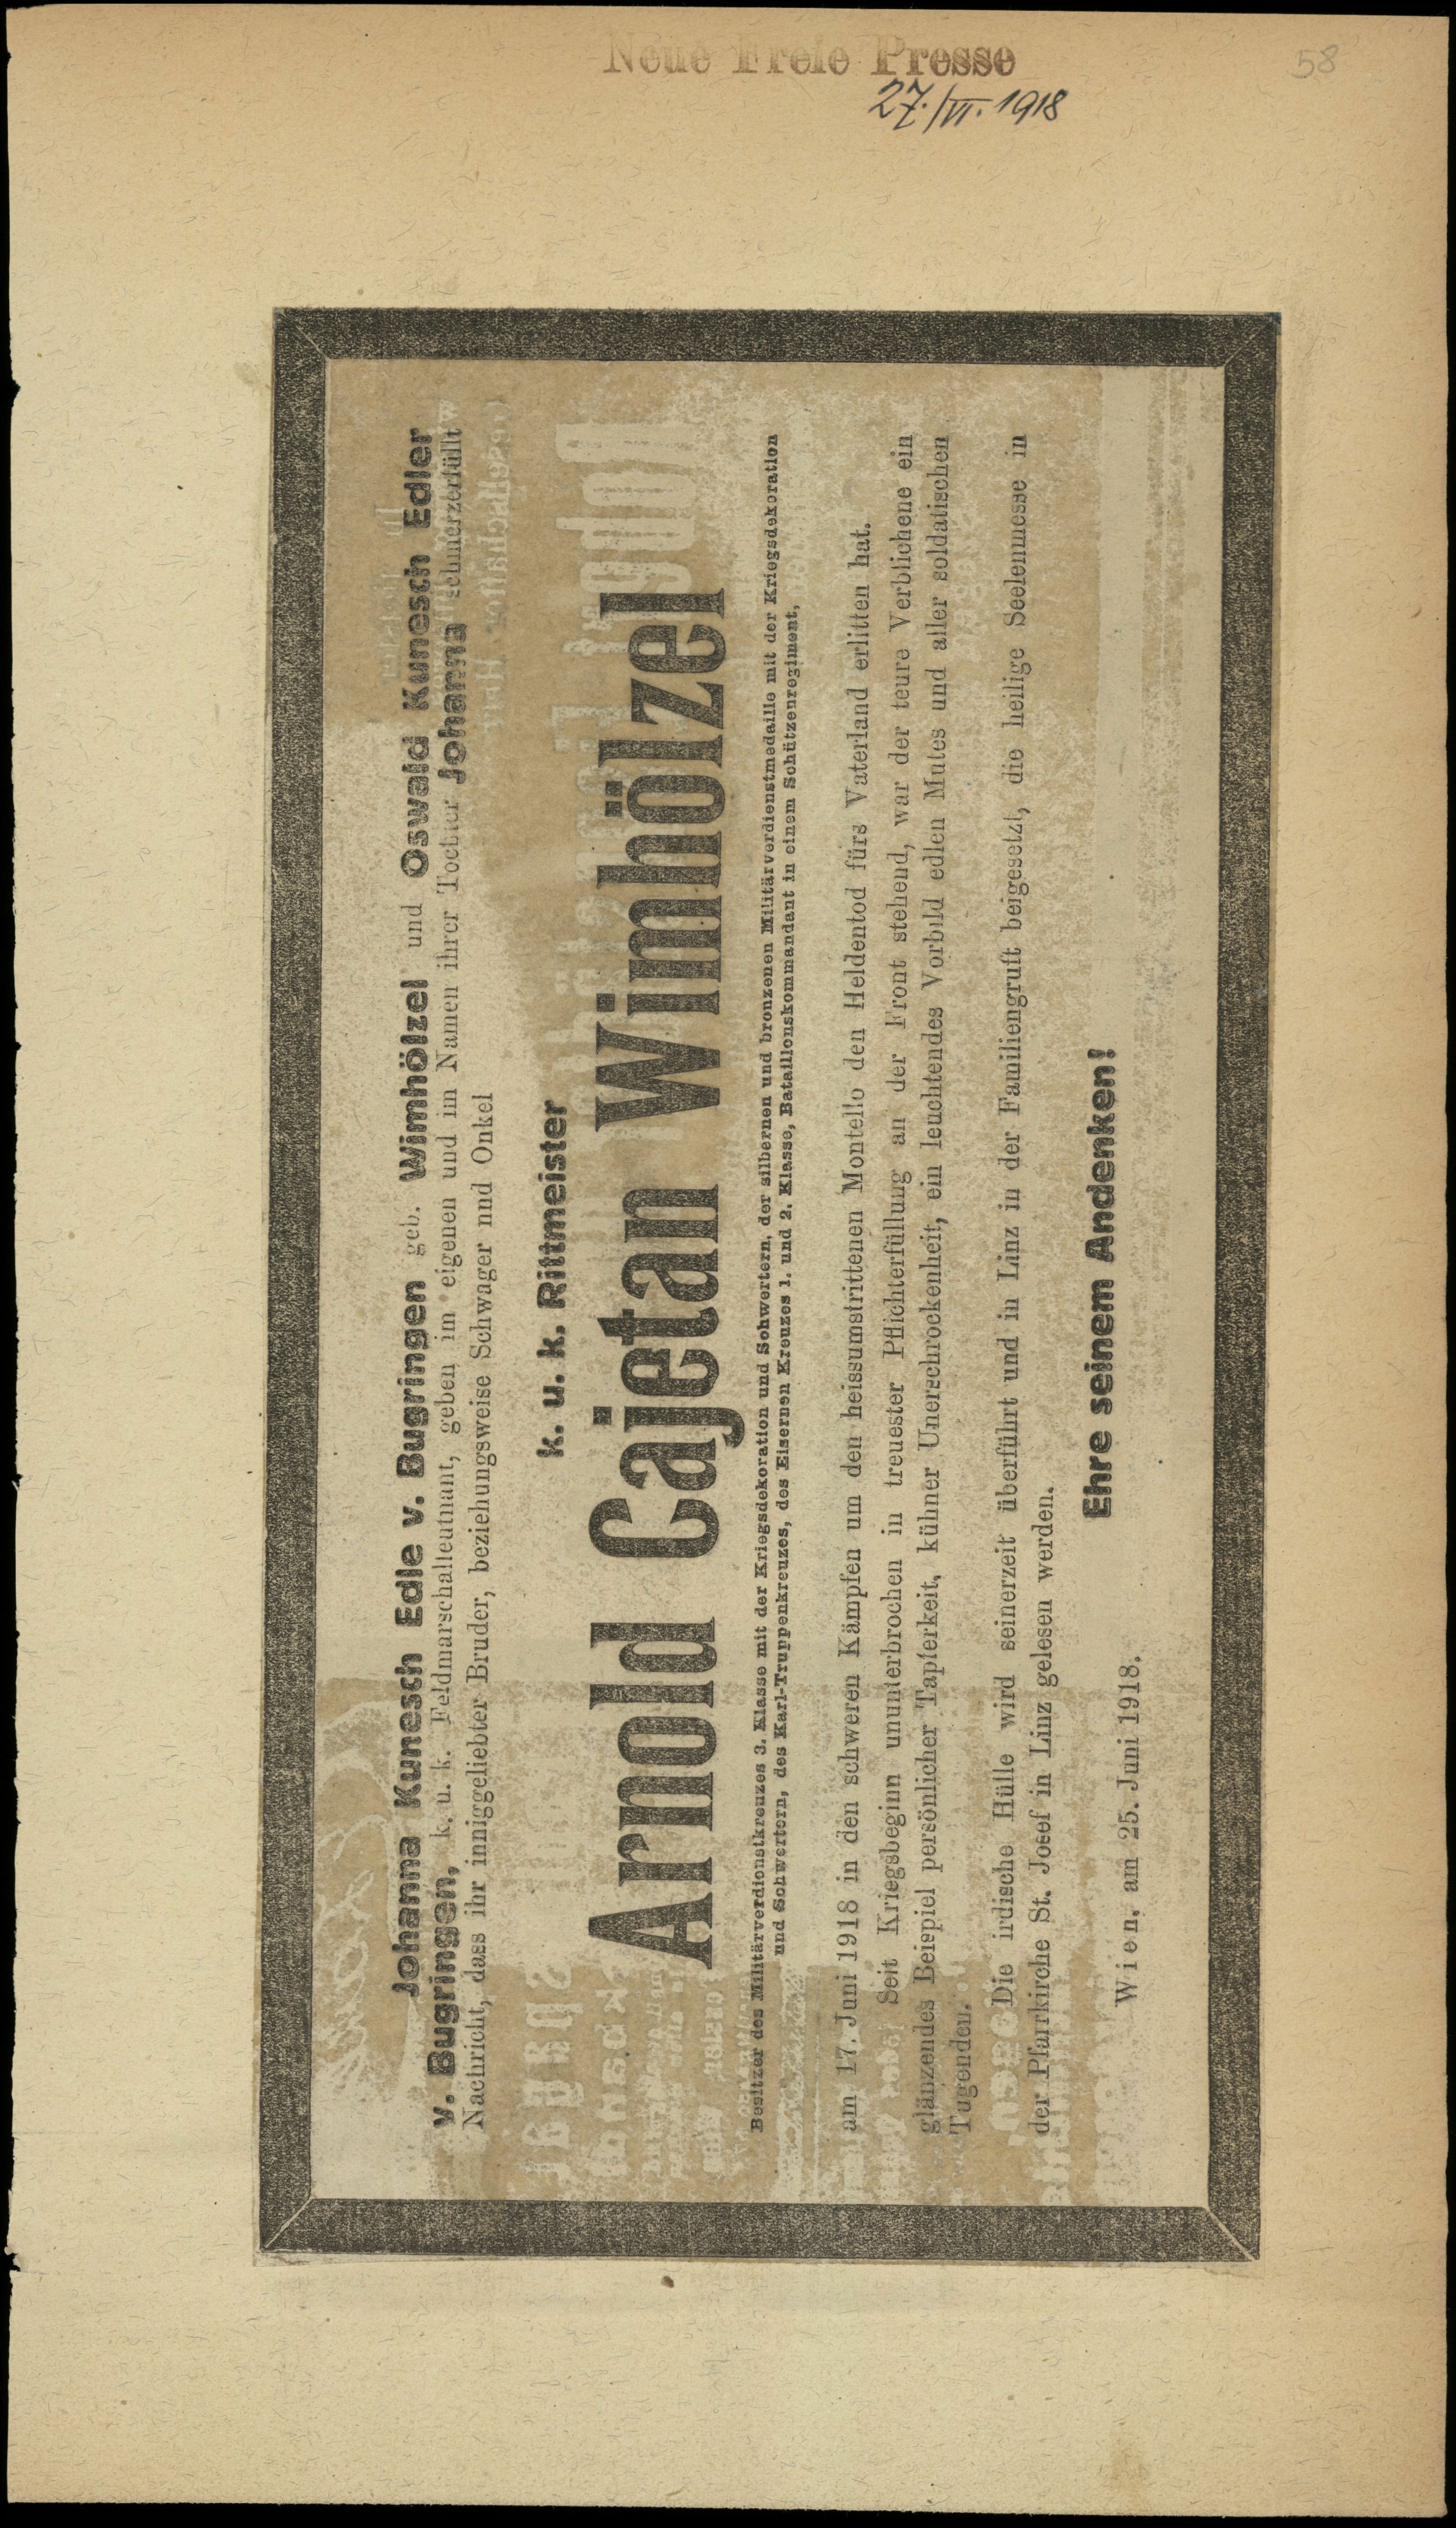 Neue Freie Presse
27./VI. 1918
58
Johanna Kunesch Edle v. Bugringen geb. Wimhölzel und Oswald Kunesch Edler
v. Bugringen, k. u. k. Feldmarschalleutnant, geben im eigenen und im Namen ihrer Tochter Johanna schmerzerfüllt
Nachricht, dass ihr inniggeliebter Bruder, beziehungsweise Schwager nnd Onkel
k. u. k. Rittmeister
Arnold Cajetan Wimhölzel
Besitzer des Militärverdienstkreuzes 3. Klasse mit der Kriegsdekoration und Schwertern, der silbernen und bronzenen Militärverdienstmedaille mit der Kriegsdekoration
und Schwertern, des Karl-Truppenkreuzes, des Eisernen Kreuzes 1. und 2. Klasse, Bataillonskommandant in einem Schützenregiment,
am 17. Juni 1918 in den schweren Kämpfen um den heissumstrittenen Montello den Heldentod fürs Vaterland erlitten hat.
Seit Kriegsbeginn ununterbrochen in treuester Pflichterfüllung an der Front stehend, war der teure Verblichene ein
glänzendes Beispiel persönlicher Tapferkeit, kühner Unerschrockenheit, ein leuchtendes Vorbild edlen Mutes und aller soldatischen
Tugenden.
Die irdische Hülle wird seinerzeit überführt und in Linz in der Familiengruft beigesetzt, die heilige Seelenmesse in
der Pfarrkirche St. Josef in Linz gelesen werden.
Ehre seinem Andenken!
Wien, am 25. Juni 1918.